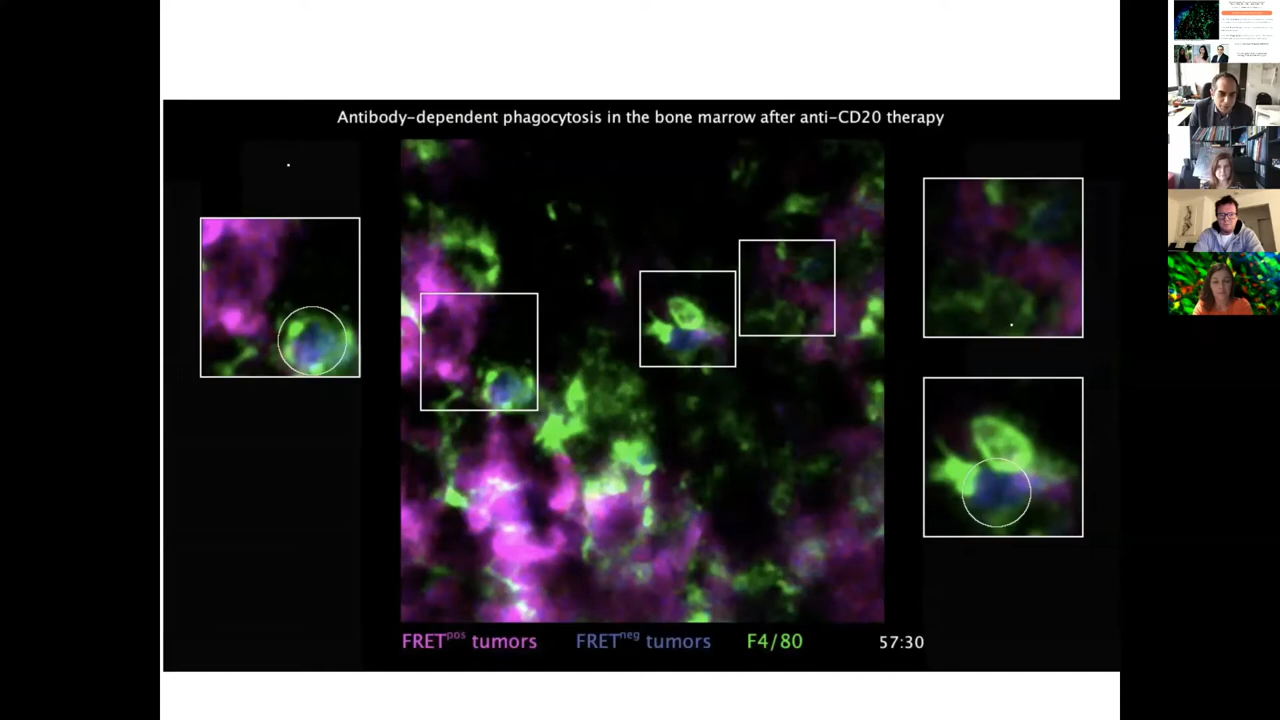 Antibody-dependent phagocytosis in the bone marrow after anti-CD20 therapy
FRETpos tumors FRETneg tumors F4/80 57:30